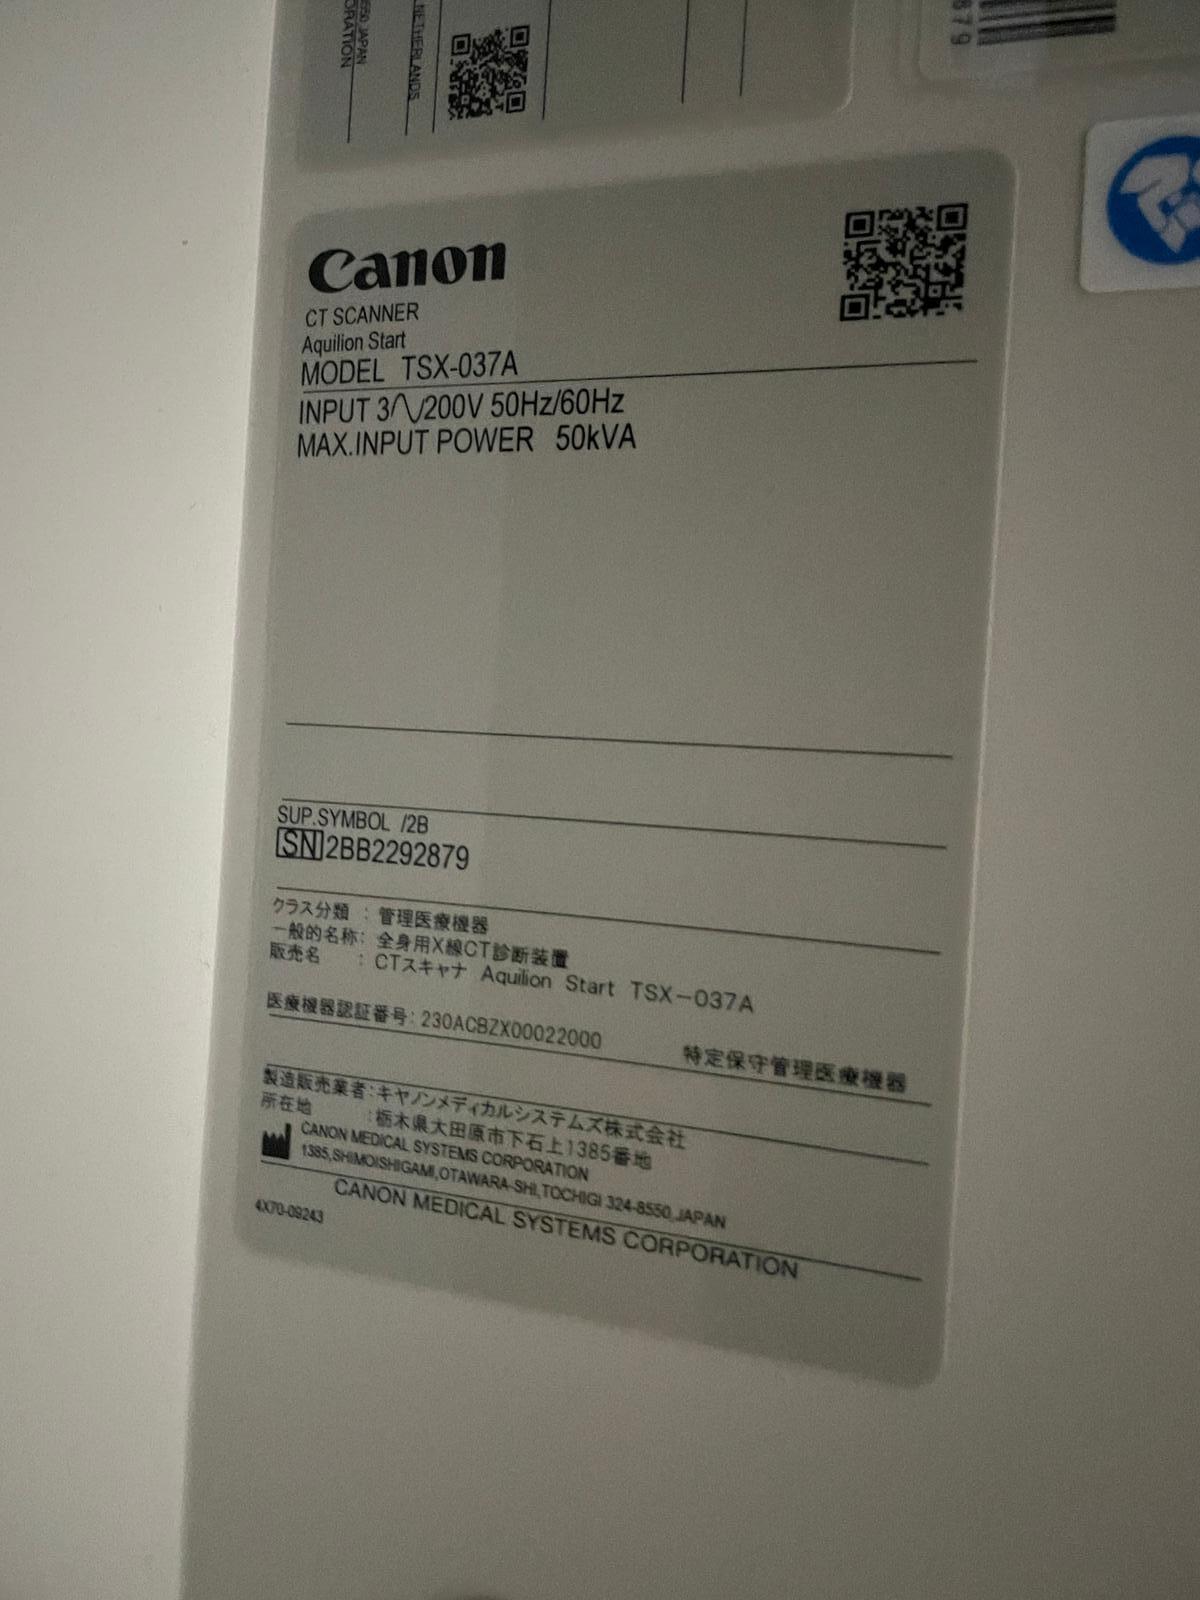 8550, JAPAN
ORATION
NETHERLANDS
879
Canon
CT SCANNER
Aquilion Start
MODEL TSX-037A
INPUT 3∿200V 50Hz/60Hz
MAX.INPUT POWER 50kVA
SUP.SYMBOL /2B
SN 2BB2292879
クラス分類 : 管理医療機器
一般的名称: 全身用X線CT診断装置
販売名 : CTスキャナ Aquilion Start TSX-037A
医療機器認証番号: 230ACBZX00022000 特定保守管理医療機器
製造販売業者:キヤノンメディカルシステムズ株式会社
所在地 :栃木県大田原市下石上1385番地
CANON MEDICAL SYSTEMS CORPORATION
1385,SHIMOISHIGAMI,OTAWARA-SHI,TOCHIGI 324-8550,JAPAN
CANON MEDICAL SYSTEMS CORPORATION
4X70-09243